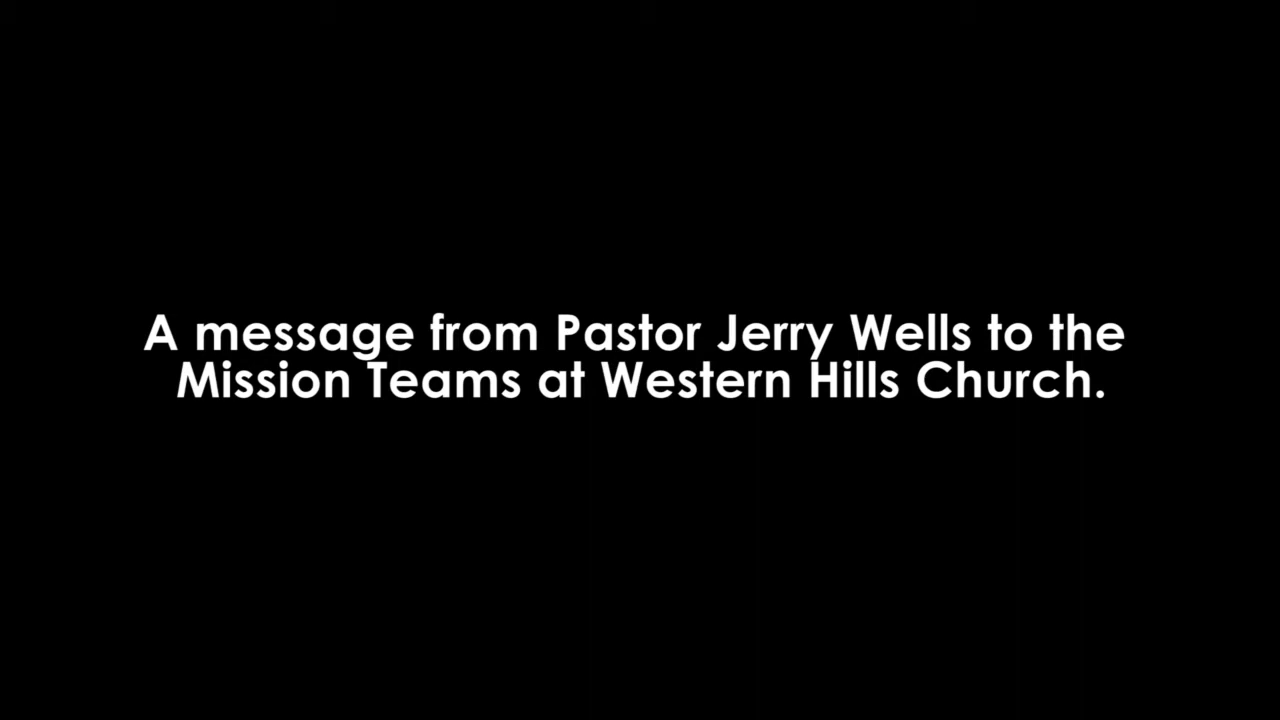 A message from Pastor Jerry Wells to the
Mission Teams at Western Hills Church.